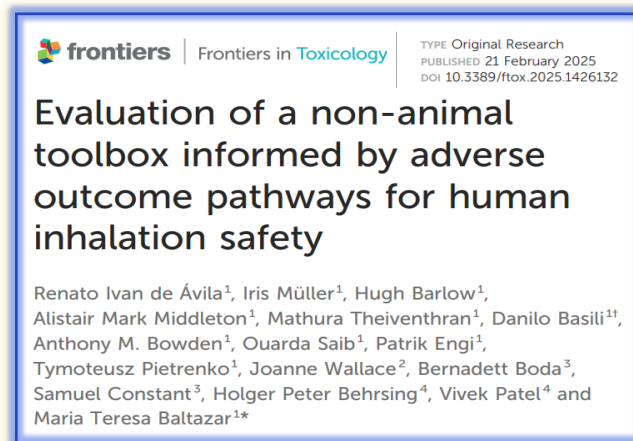 frontiers | Frontiers in Toxicology
TYPE Original Research
PUBLISHED 21 February 2025
DOI 10.3389/ftox.2025.1426132
Evaluation of a non-animal
toolbox informed by adverse
outcome pathways for human
inhalation safety
Renato Ivan de Ávila¹, Iris Müller¹, Hugh Barlow¹,
Alistair Mark Middleton¹, Mathura Theiventhran¹, Danilo Basili¹†,
Anthony M. Bowden¹, Ouarda Saib¹, Patrik Engi¹,
Tymoteusz Pietrenko¹, Joanne Wallace², Bernadett Boda³,
Samuel Constant³, Holger Peter Behrsing⁴, Vivek Patel⁴ and
Maria Teresa Baltazar¹*